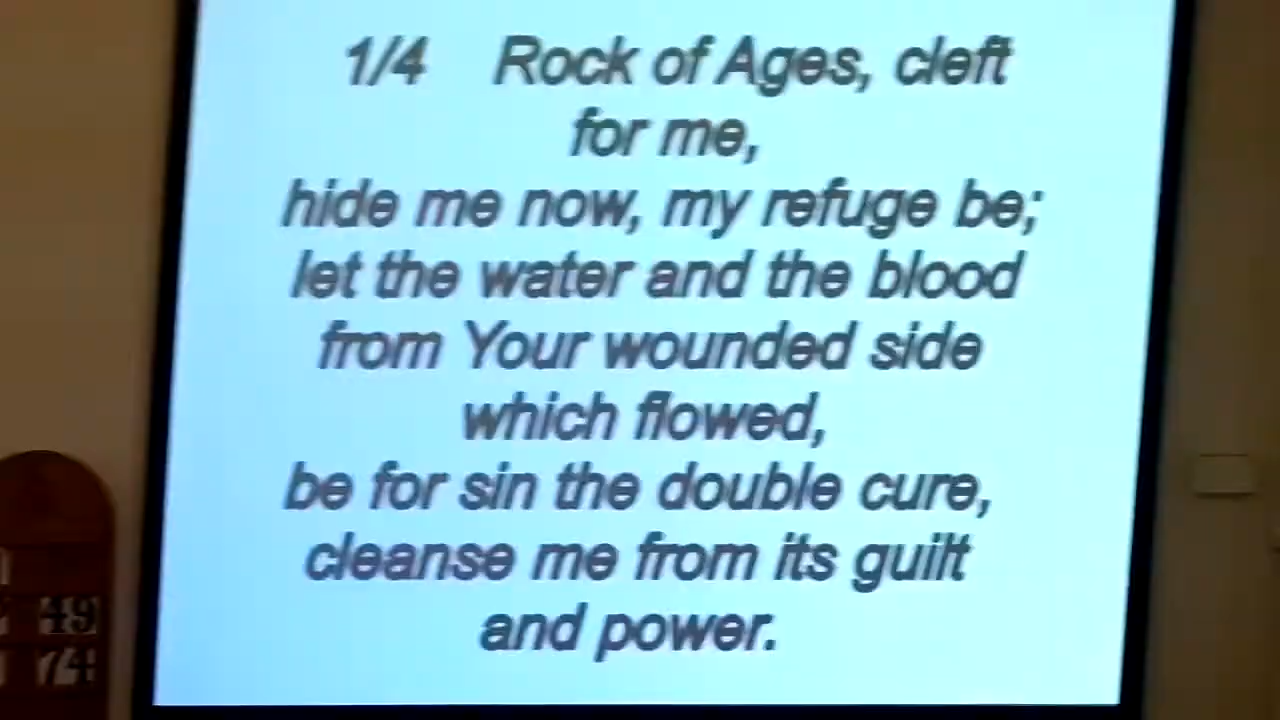 1/4 Rock of Ages, cleft
for me,
hide me now, my refuge be;
let the water and the blood
from Your wounded side
which flowed,
be for sin the double cure,
cleanse me from its guilt
and power.
49
74